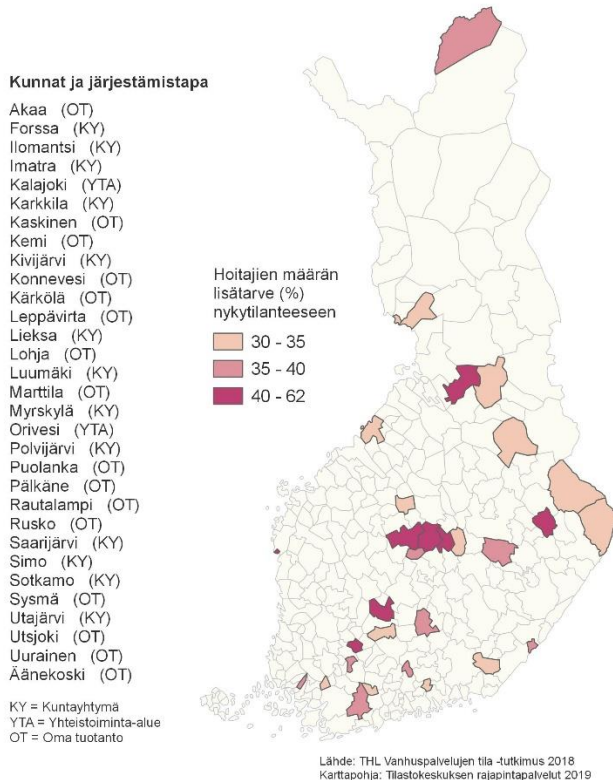 Kunnat ja järjestämistapa
Akaa (OT)
Forssa (KY)
Ilomantsi (KY)
Imatra (KY)
Kalajoki (YTA)
Karkkila (KY)
Kaskinen (OT)
Kemi (OT)
Kivijärvi (KY)
Konnevesi (OT)
Kärkölä (OT)
Leppävirta (OT)
Lieksa (KY)
Lohja (OT)
Luumäki (KY)
Marttila (OT)
Myrskylä (KY)
Orivesi (YTA)
Polvijärvi (KY)
Puolanka (OT)
Pälkäne (OT)
Rautalampi (OT)
Rusko (OT)
Saarijärvi (KY)
Simo (KY)
Sotkamo (KY)
Sysmä (OT)
Utajärvi (KY)
Utsjoki (OT)
Uurainen (OT)
Äänekoski (OT)
KY = Kuntayhtymä
YTA = Yhteistoiminta-alue
OT = Oma tuotanto
Hoitajien määrän
lisätarve (%)
nykytilanteeseen
30 - 35
35 - 40
40 - 62
Lähde: THL Vanhuspalvelujen tila -tutkimus 2018
Karttapohja: Tilastokeskuksen rajapintapalvelut 2019